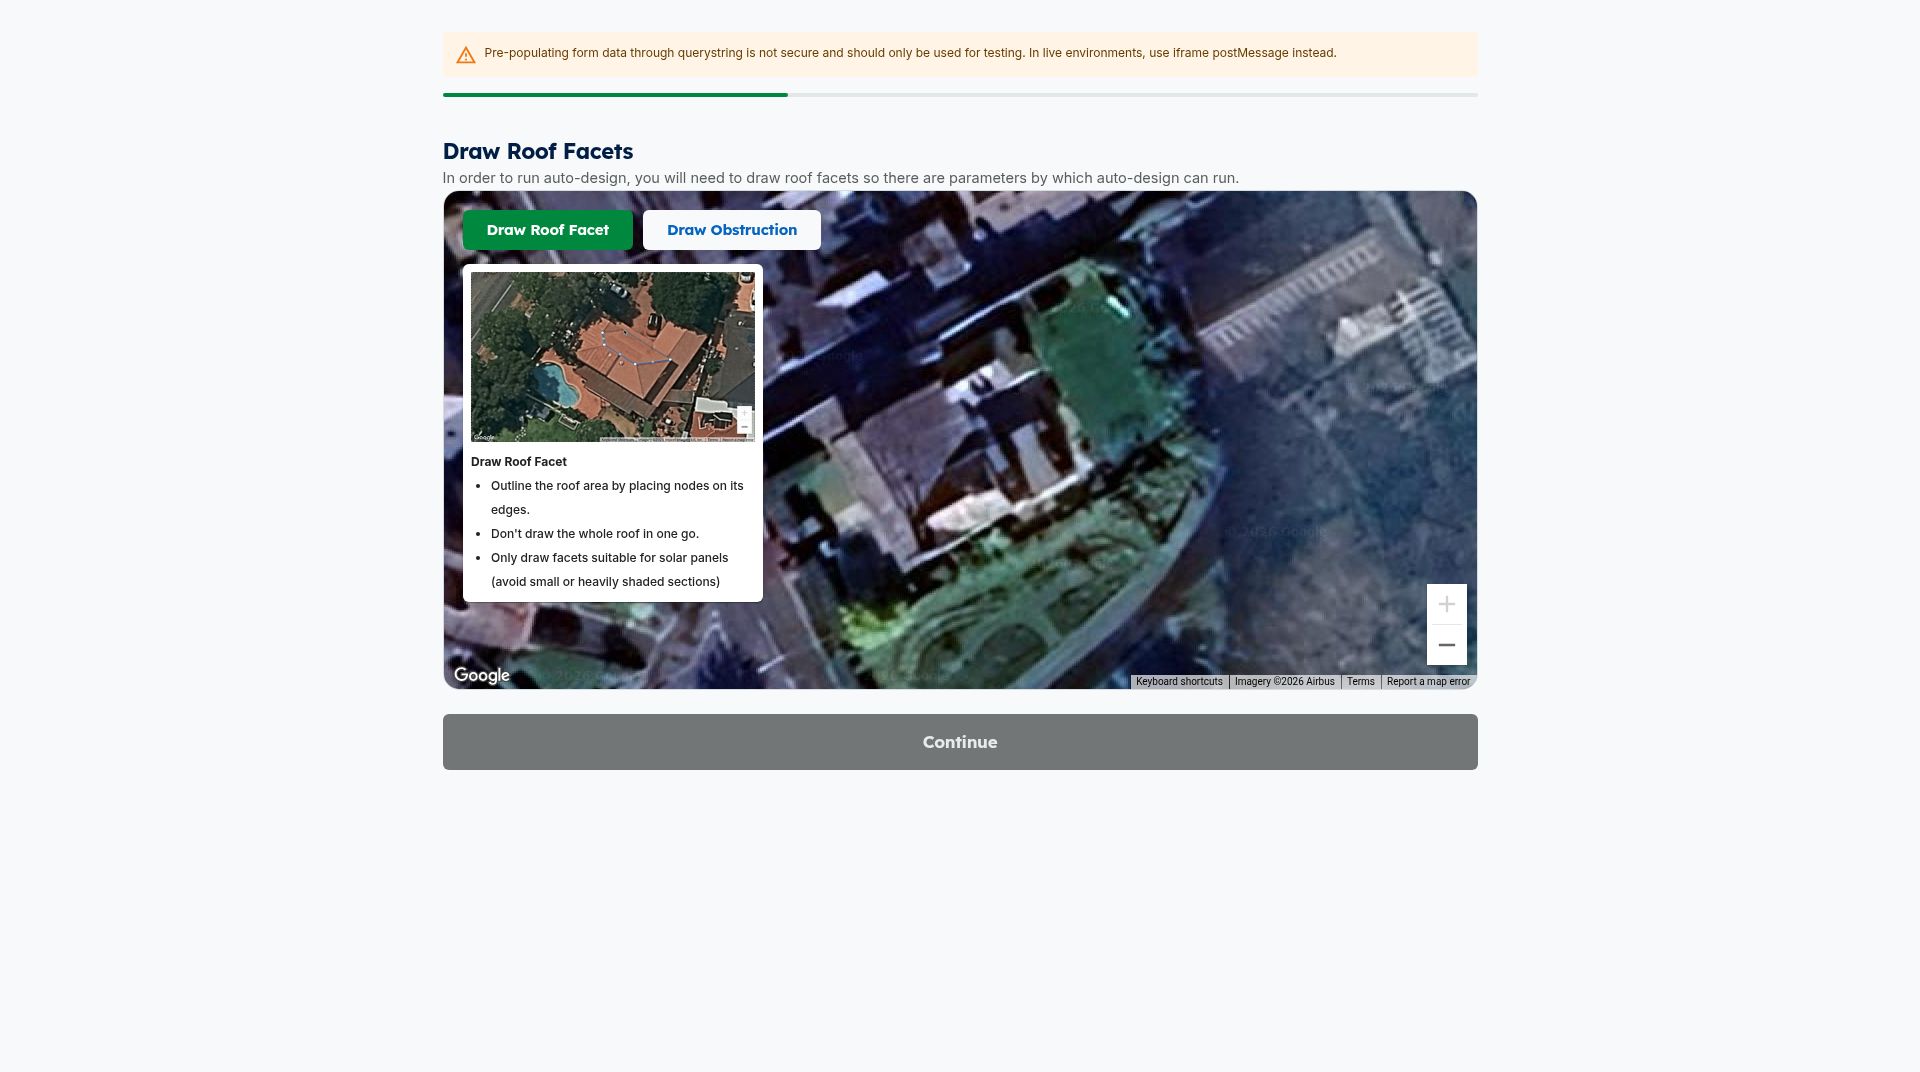 Pre-populating form data through querystring is not secure and should only be used for testing. In live environments, use iframe postMessage instead.
Draw Roof Facets
In order to run auto-design, you will need to draw roof facets so there are parameters by which auto-design can run.
Draw Roof Facet
Draw Obstruction
Google
Draw Roof Facet
Outline the roof area by placing nodes on its
edges.
Don't draw the whole roof in one go.
Only draw facets suitable for solar panels
(avoid small or heavily shaded sections)
© 2026 Google
Google
Keyboard shortcuts
Imagery ©2026 Airbus
Terms
Report a map error
Continue